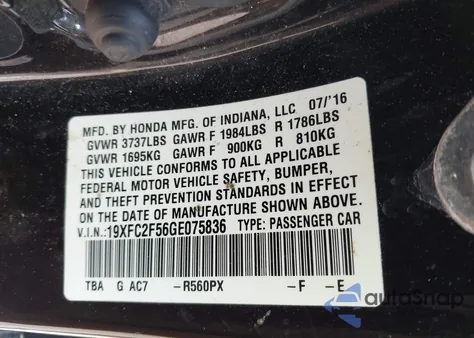 MFD. BY HONDA MFG. OF INDIANA, LLC 07/'16
GVWR 3737LBS GAWR F 1984LBS R 1786LBS
GVWR 1695KG GAWR F 900KG R 810KG
THIS VEHICLE CONFORMS TO ALL APPLICABLE
FEDERAL MOTOR VEHICLE SAFETY, BUMPER,
AND THEFT PREVENTION STANDARDS IN EFFECT
ON THE DATE OF MANUFACTURE SHOWN ABOVE.
V.I.N.: 19XFC2F56GE075836 TYPE: PASSENGER CAR
TBA G AC7 -R560PX -F -E
autoSnap